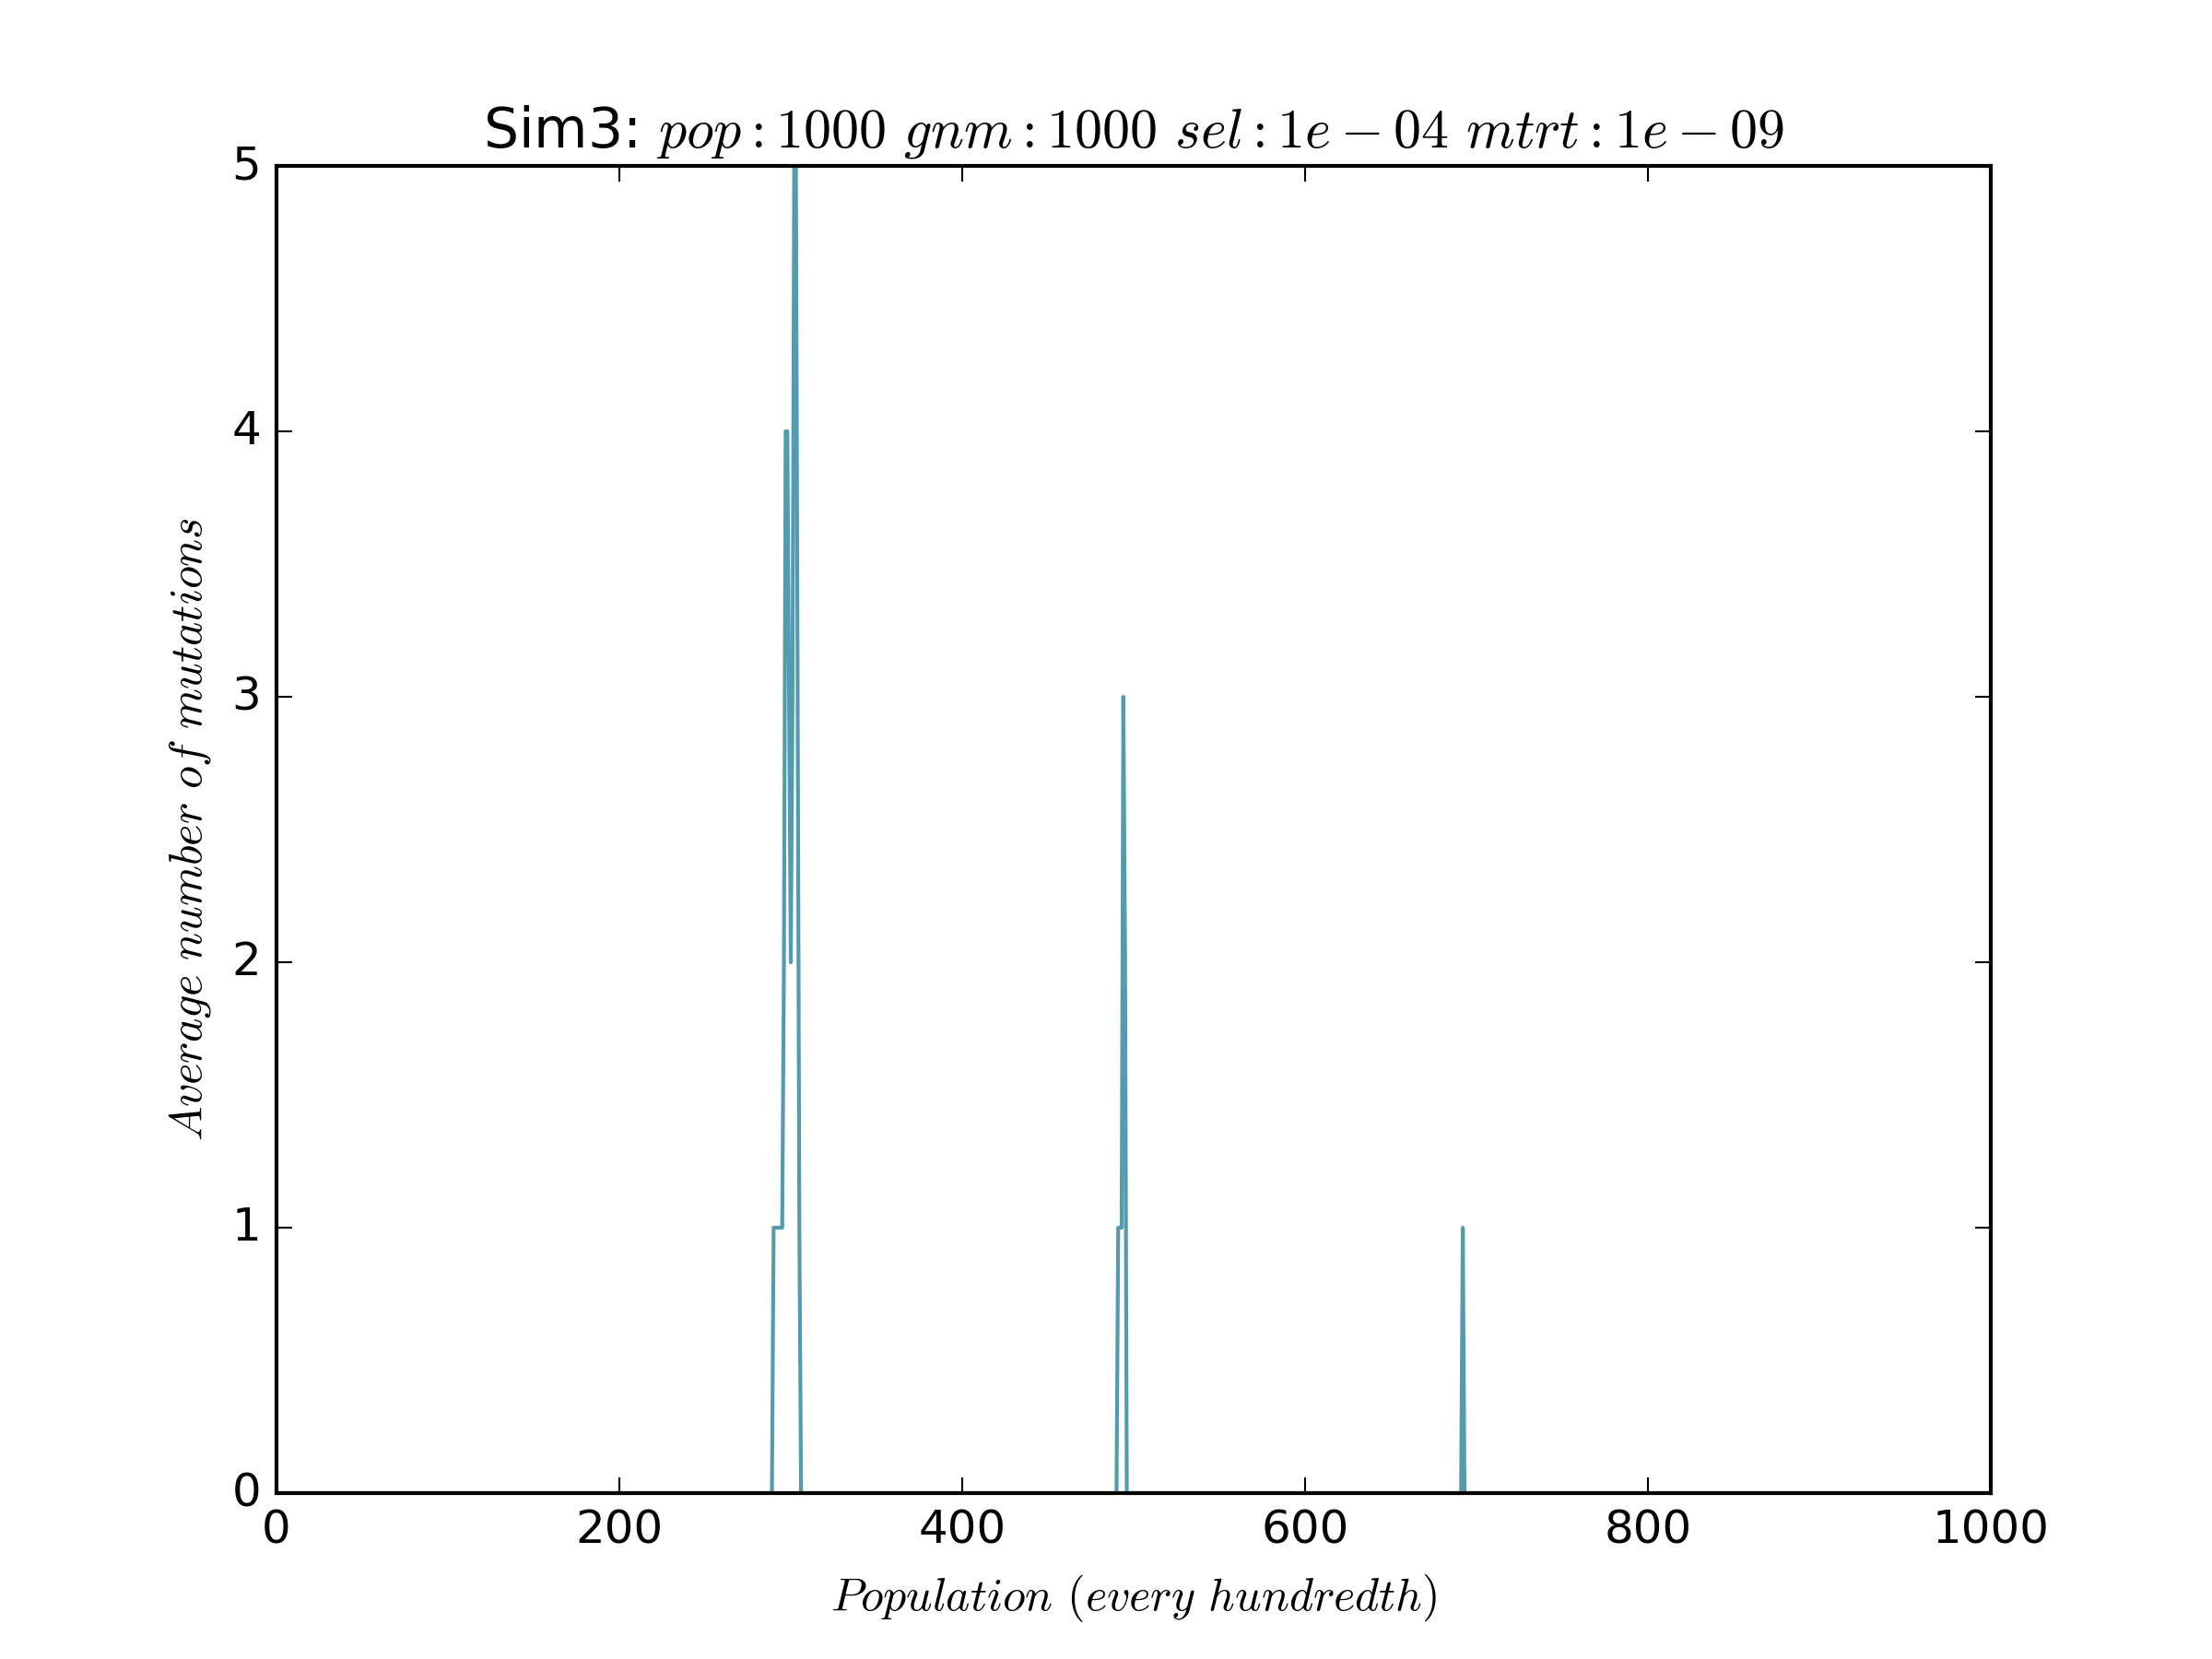 Sim3: pop : 1000 gnm : 1000 sel : 1e − 04 mtrt : 1e − 09
5
4
3
2
1
0
Average number of mutations
0 200 400 600 800 1000
Population (every hundredth)